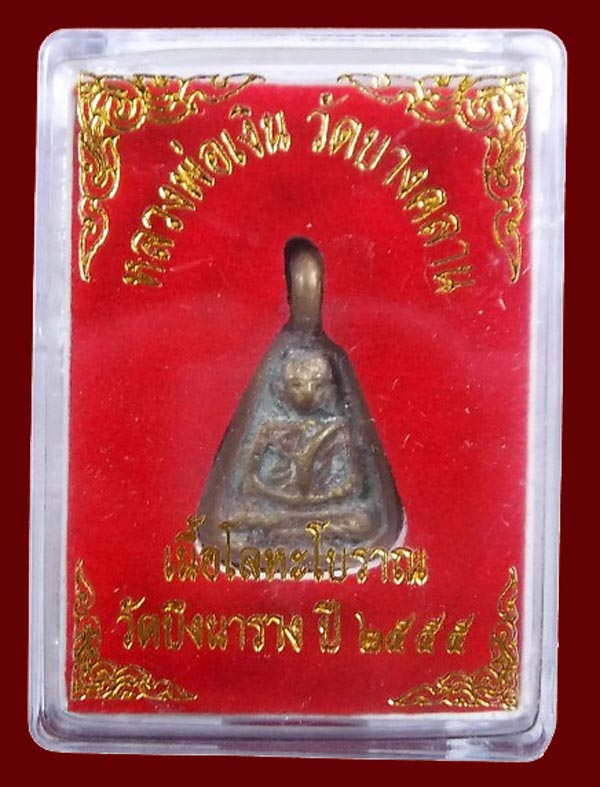 หลวงพ่อเงิน วัดบางคลาน
เนื้อโลหะโบราณ
วัดบึงนาราง ปี ๒๕๕๕